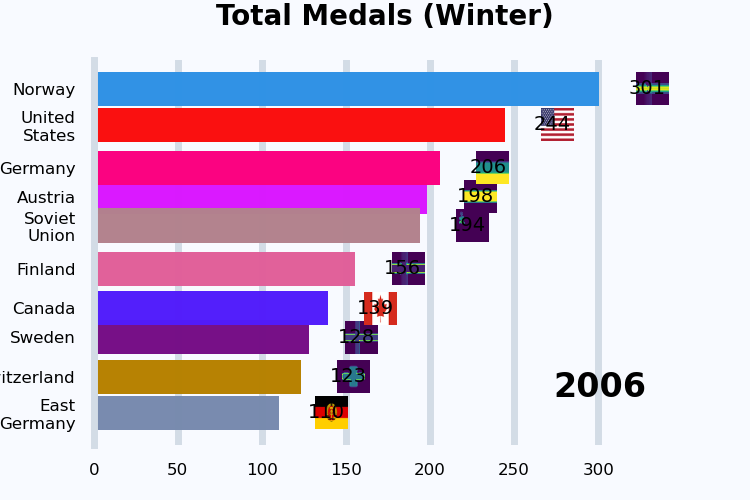 Total Medals (Winter)
Norway 301
United States 244
Germany 206
Austria 198
Soviet Union 194
Finland 156
Canada 139
Sweden 128
itzerland 123
East Germany 110
2006
0 50 100 150 200 250 300